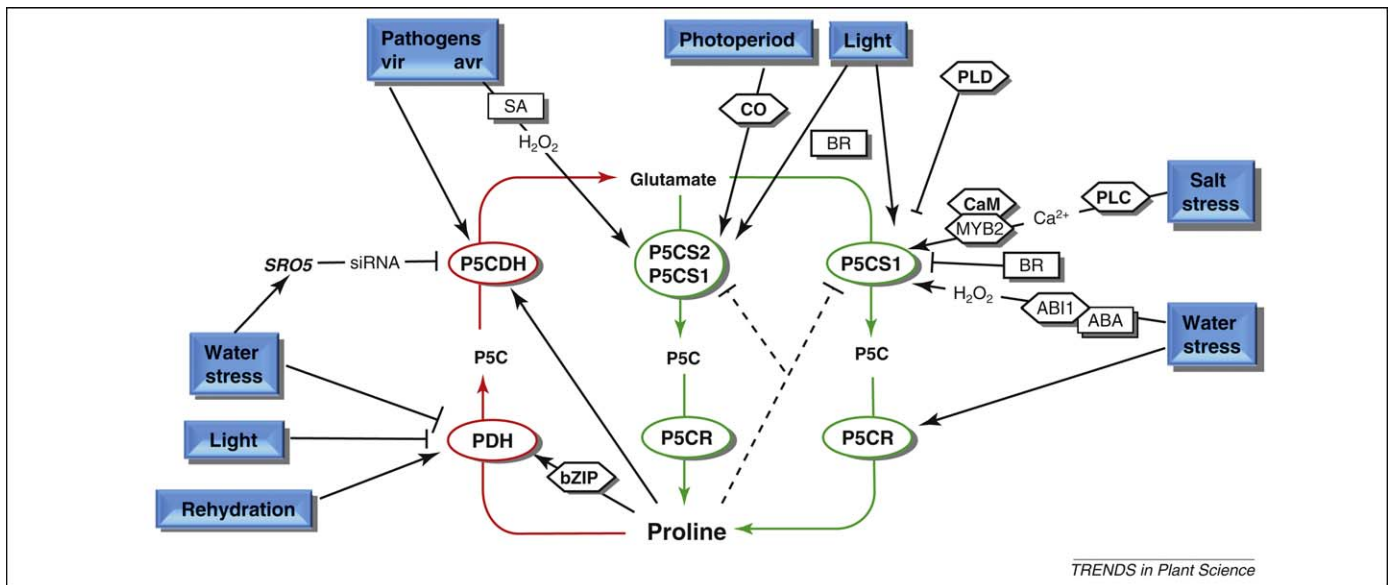 Pathogens
vir avr
Photoperiod
Light
PLD
SA
CO
H₂O₂
BR
Glutamate
CaM
MYB2
Ca²⁺
PLC
Salt
stress
SRO5
siRNA
P5CDH
P5CS2
P5CS1
P5CS1
BR
H₂O₂
ABI1
ABA
Water
stress
Water
stress
P5C
P5C
P5C
Light
PDH
P5CR
P5CR
bZIP
Rehydration
Proline
TRENDS in Plant Science